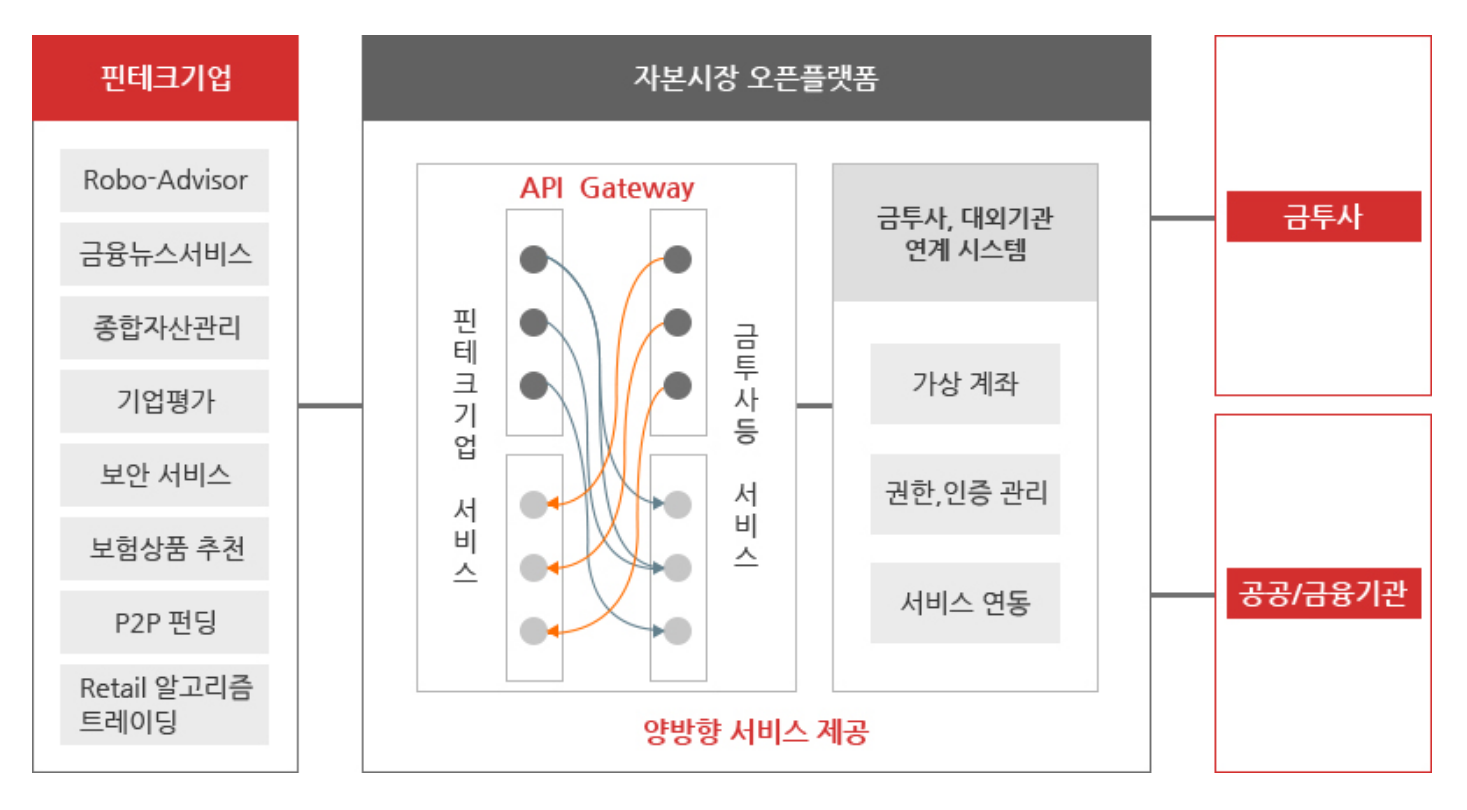 핀테크기업
Robo-Advisor
금융뉴스서비스
종합자산관리
기업평가
보안 서비스
보험상품 추천
P2P 펀딩
Retail 알고리즘
트레이딩
자본시장 오픈플랫폼
API Gateway
핀테크기업 서비스
금투사등 서비스
금투사, 대외기관
연계 시스템
가상 계좌
권한,인증 관리
서비스 연동
양방향 서비스 제공
금투사
공공/금융기관